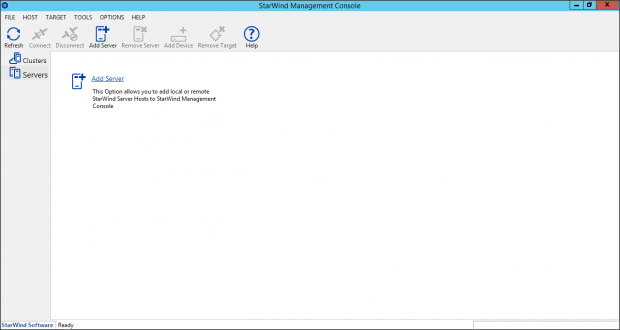 StarWind Management Console
FILE HOST TARGET TOOLS OPTIONS HELP
Refresh Connect Disconnect Add Server Remove Server Add Device Remove Target Help
Clusters
Servers
Add Server
This Option allows you to add local or remote
StarWind Server Hosts to StarWind Management
Console
StarWind Software Ready